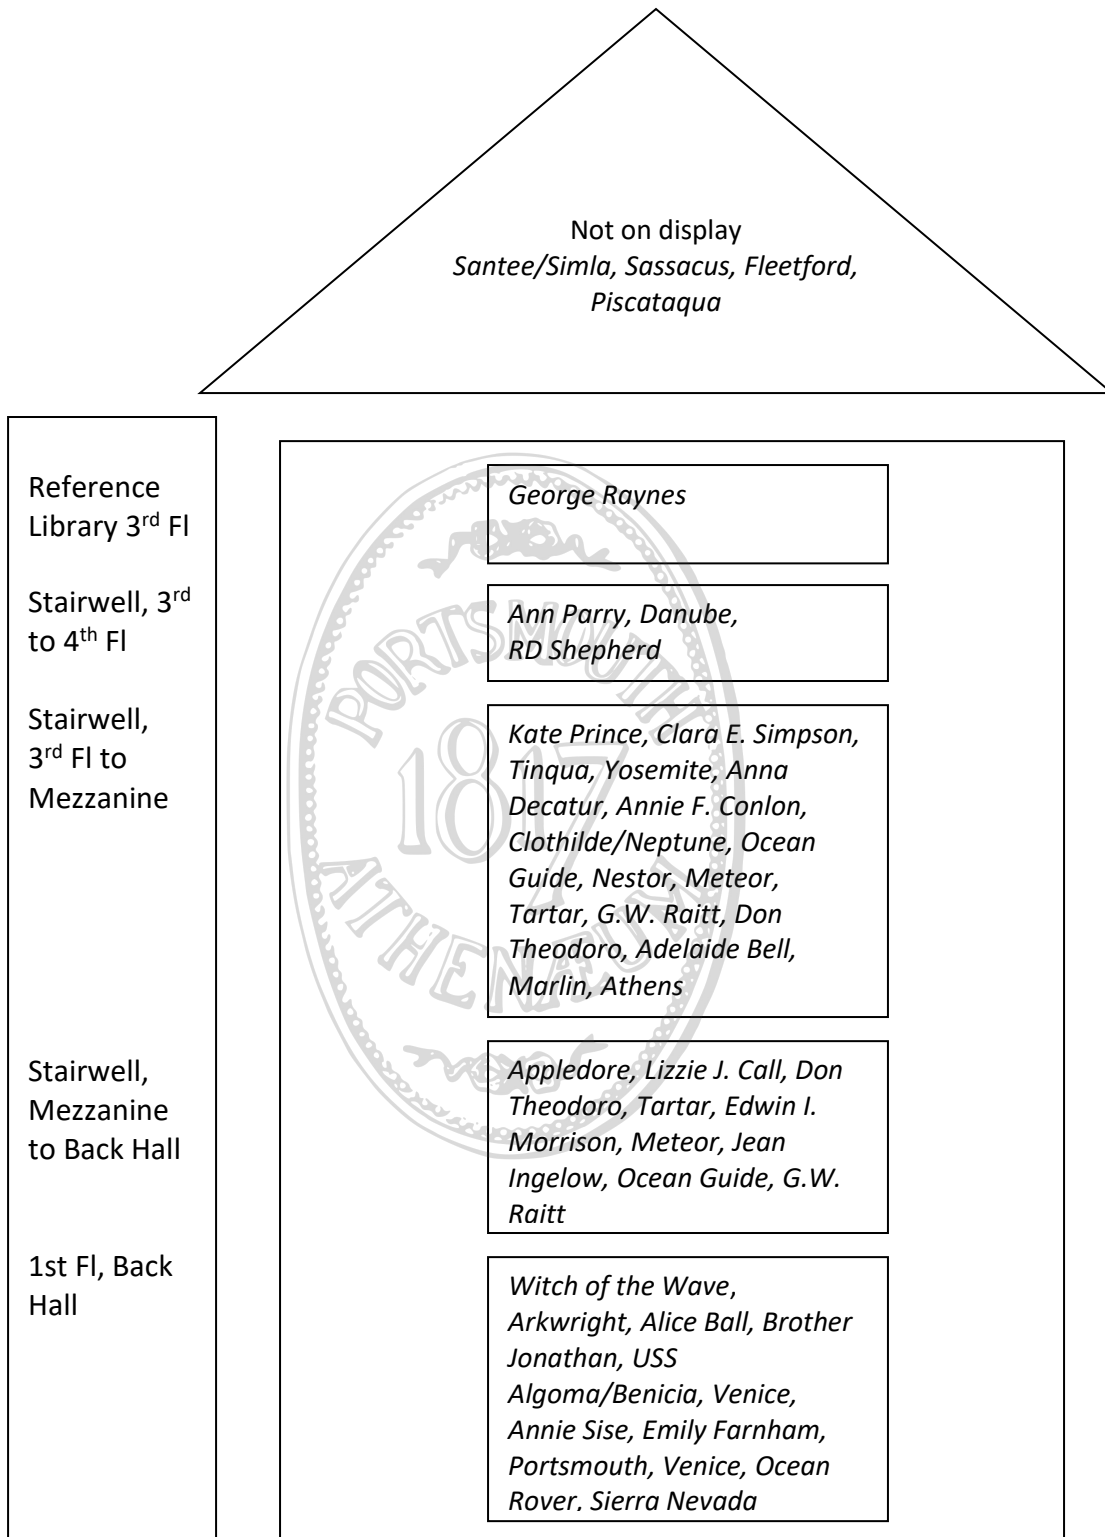 Not on display
Santee/Simla, Sassacus, Fleetford,
Piscataqua
Reference
Library 3rd Fl
George Raynes
Stairwell, 3rd
to 4th Fl
Ann Parry, Danube,
RD Shepherd
Stairwell,
3rd Fl to
Mezzanine
Kate Prince, Clara E. Simpson,
Tinqua, Yosemite, Anna
Decatur, Annie F. Conlon,
Clothilde/Neptune, Ocean
Guide, Nestor, Meteor,
Tartar, G.W. Raitt, Don
Theodoro, Adelaide Bell,
Marlin, Athens
Stairwell,
Mezzanine
to Back Hall
Appledore, Lizzie J. Call, Don
Theodoro, Tartar, Edwin I.
Morrison, Meteor, Jean
Ingelow, Ocean Guide, G.W.
Raitt
1st Fl, Back
Hall
Witch of the Wave,
Arkwright, Alice Ball, Brother
Jonathan, USS
Algoma/Benicia, Venice,
Annie Sise, Emily Farnham,
Portsmouth, Venice, Ocean
Rover, Sierra Nevada
PORTSMOUTH
1817
ATHENÆUM